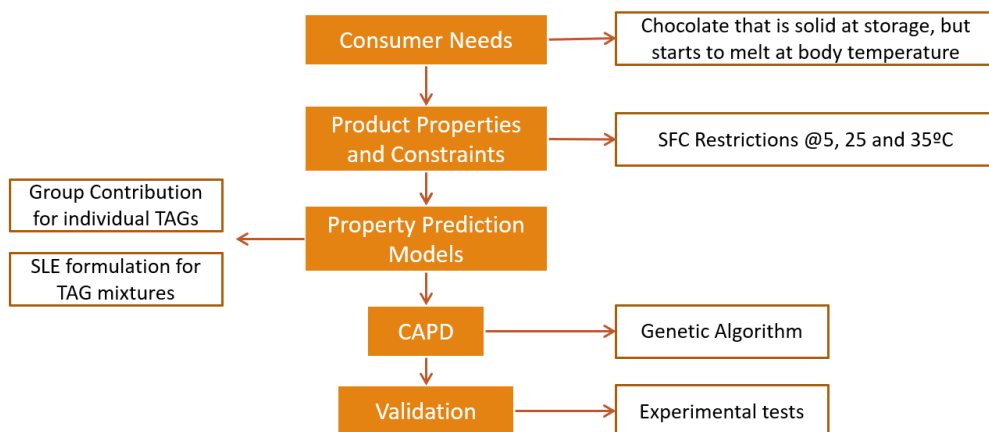 Consumer Needs
Chocolate that is solid at storage, but
starts to melt at body temperature
Product Properties
and Constraints
SFC Restrictions @5, 25 and 35ºC
Group Contribution
for individual TAGs
Property Prediction
Models
SLE formulation for
TAG mixtures
CAPD
Genetic Algorithm
Validation
Experimental tests